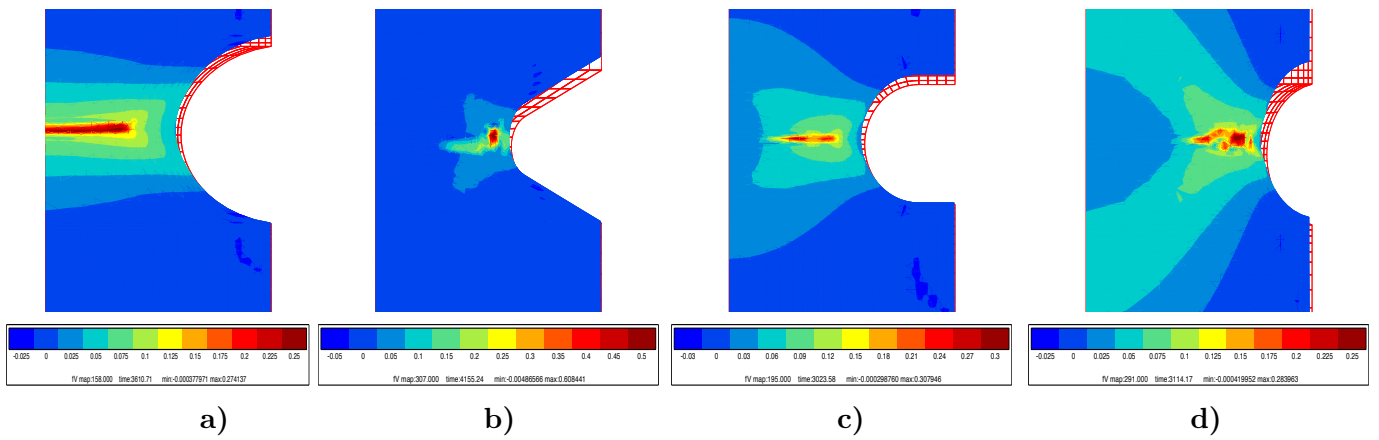 -0.025 0 0.025 0.05 0.075 0.1 0.125 0.15 0.175 0.2 0.225 0.25
fV map:158.000 time:3610.71 min:-0.000377971 max:0.274137
a)
-0.05 0 0.05 0.1 0.15 0.2 0.25 0.3 0.35 0.4 0.45 0.5
fV map:307.000 time:4155.24 min:-0.00486566 max:0.608441
b)
-0.03 0 0.03 0.06 0.09 0.12 0.15 0.18 0.21 0.24 0.27 0.3
fV map:195.000 time:3023.58 min:-0.000298760 max:0.307946
c)
-0.025 0 0.025 0.05 0.075 0.1 0.125 0.15 0.175 0.2 0.225 0.25
fV map:291.000 time:3114.17 min:-0.000419952 max:0.283963
d)